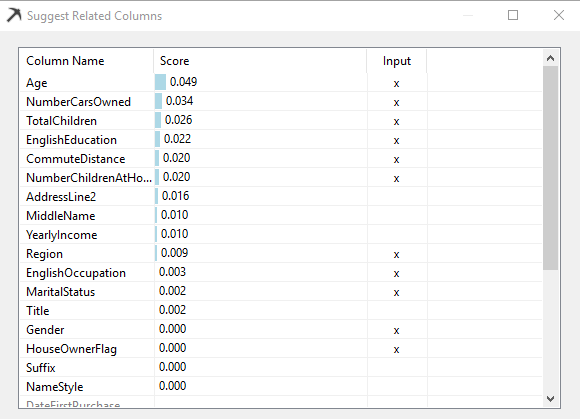 Suggest Related Columns
Column Name Score Input
Age 0.049 x
NumberCarsOwned 0.034 x
TotalChildren 0.026 x
EnglishEducation 0.022 x
CommuteDistance 0.020 x
NumberChildrenAtHo... 0.020 x
AddressLine2 0.016
MiddleName 0.010
YearlyIncome 0.010
Region 0.009 x
EnglishOccupation 0.003 x
MaritalStatus 0.002 x
Title 0.002
Gender 0.000 x
HouseOwnerFlag 0.000 x
Suffix 0.000
NameStyle 0.000
DateFirstPurchase